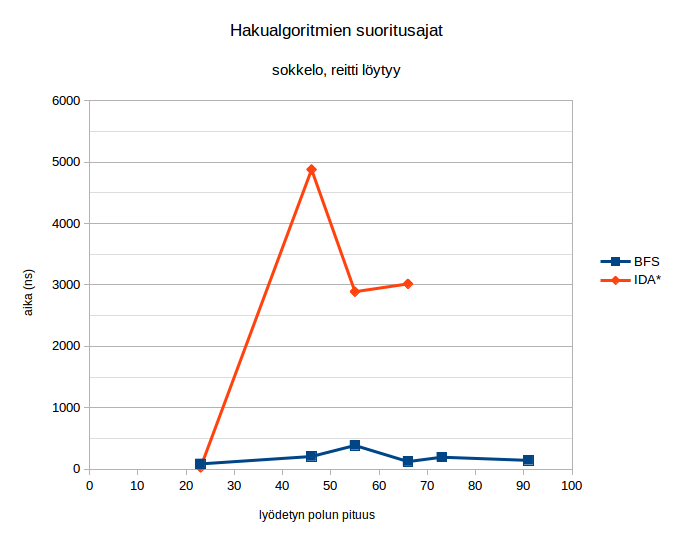 Hakualgoritmien suoritusajat
sokkelo, reitti löytyy
6000
5000
4000
3000
2000
1000
0
aika (ns)
0 10 20 30 40 50 60 70 80 90 100
lyödetyn polun pituus
BFS
IDA*